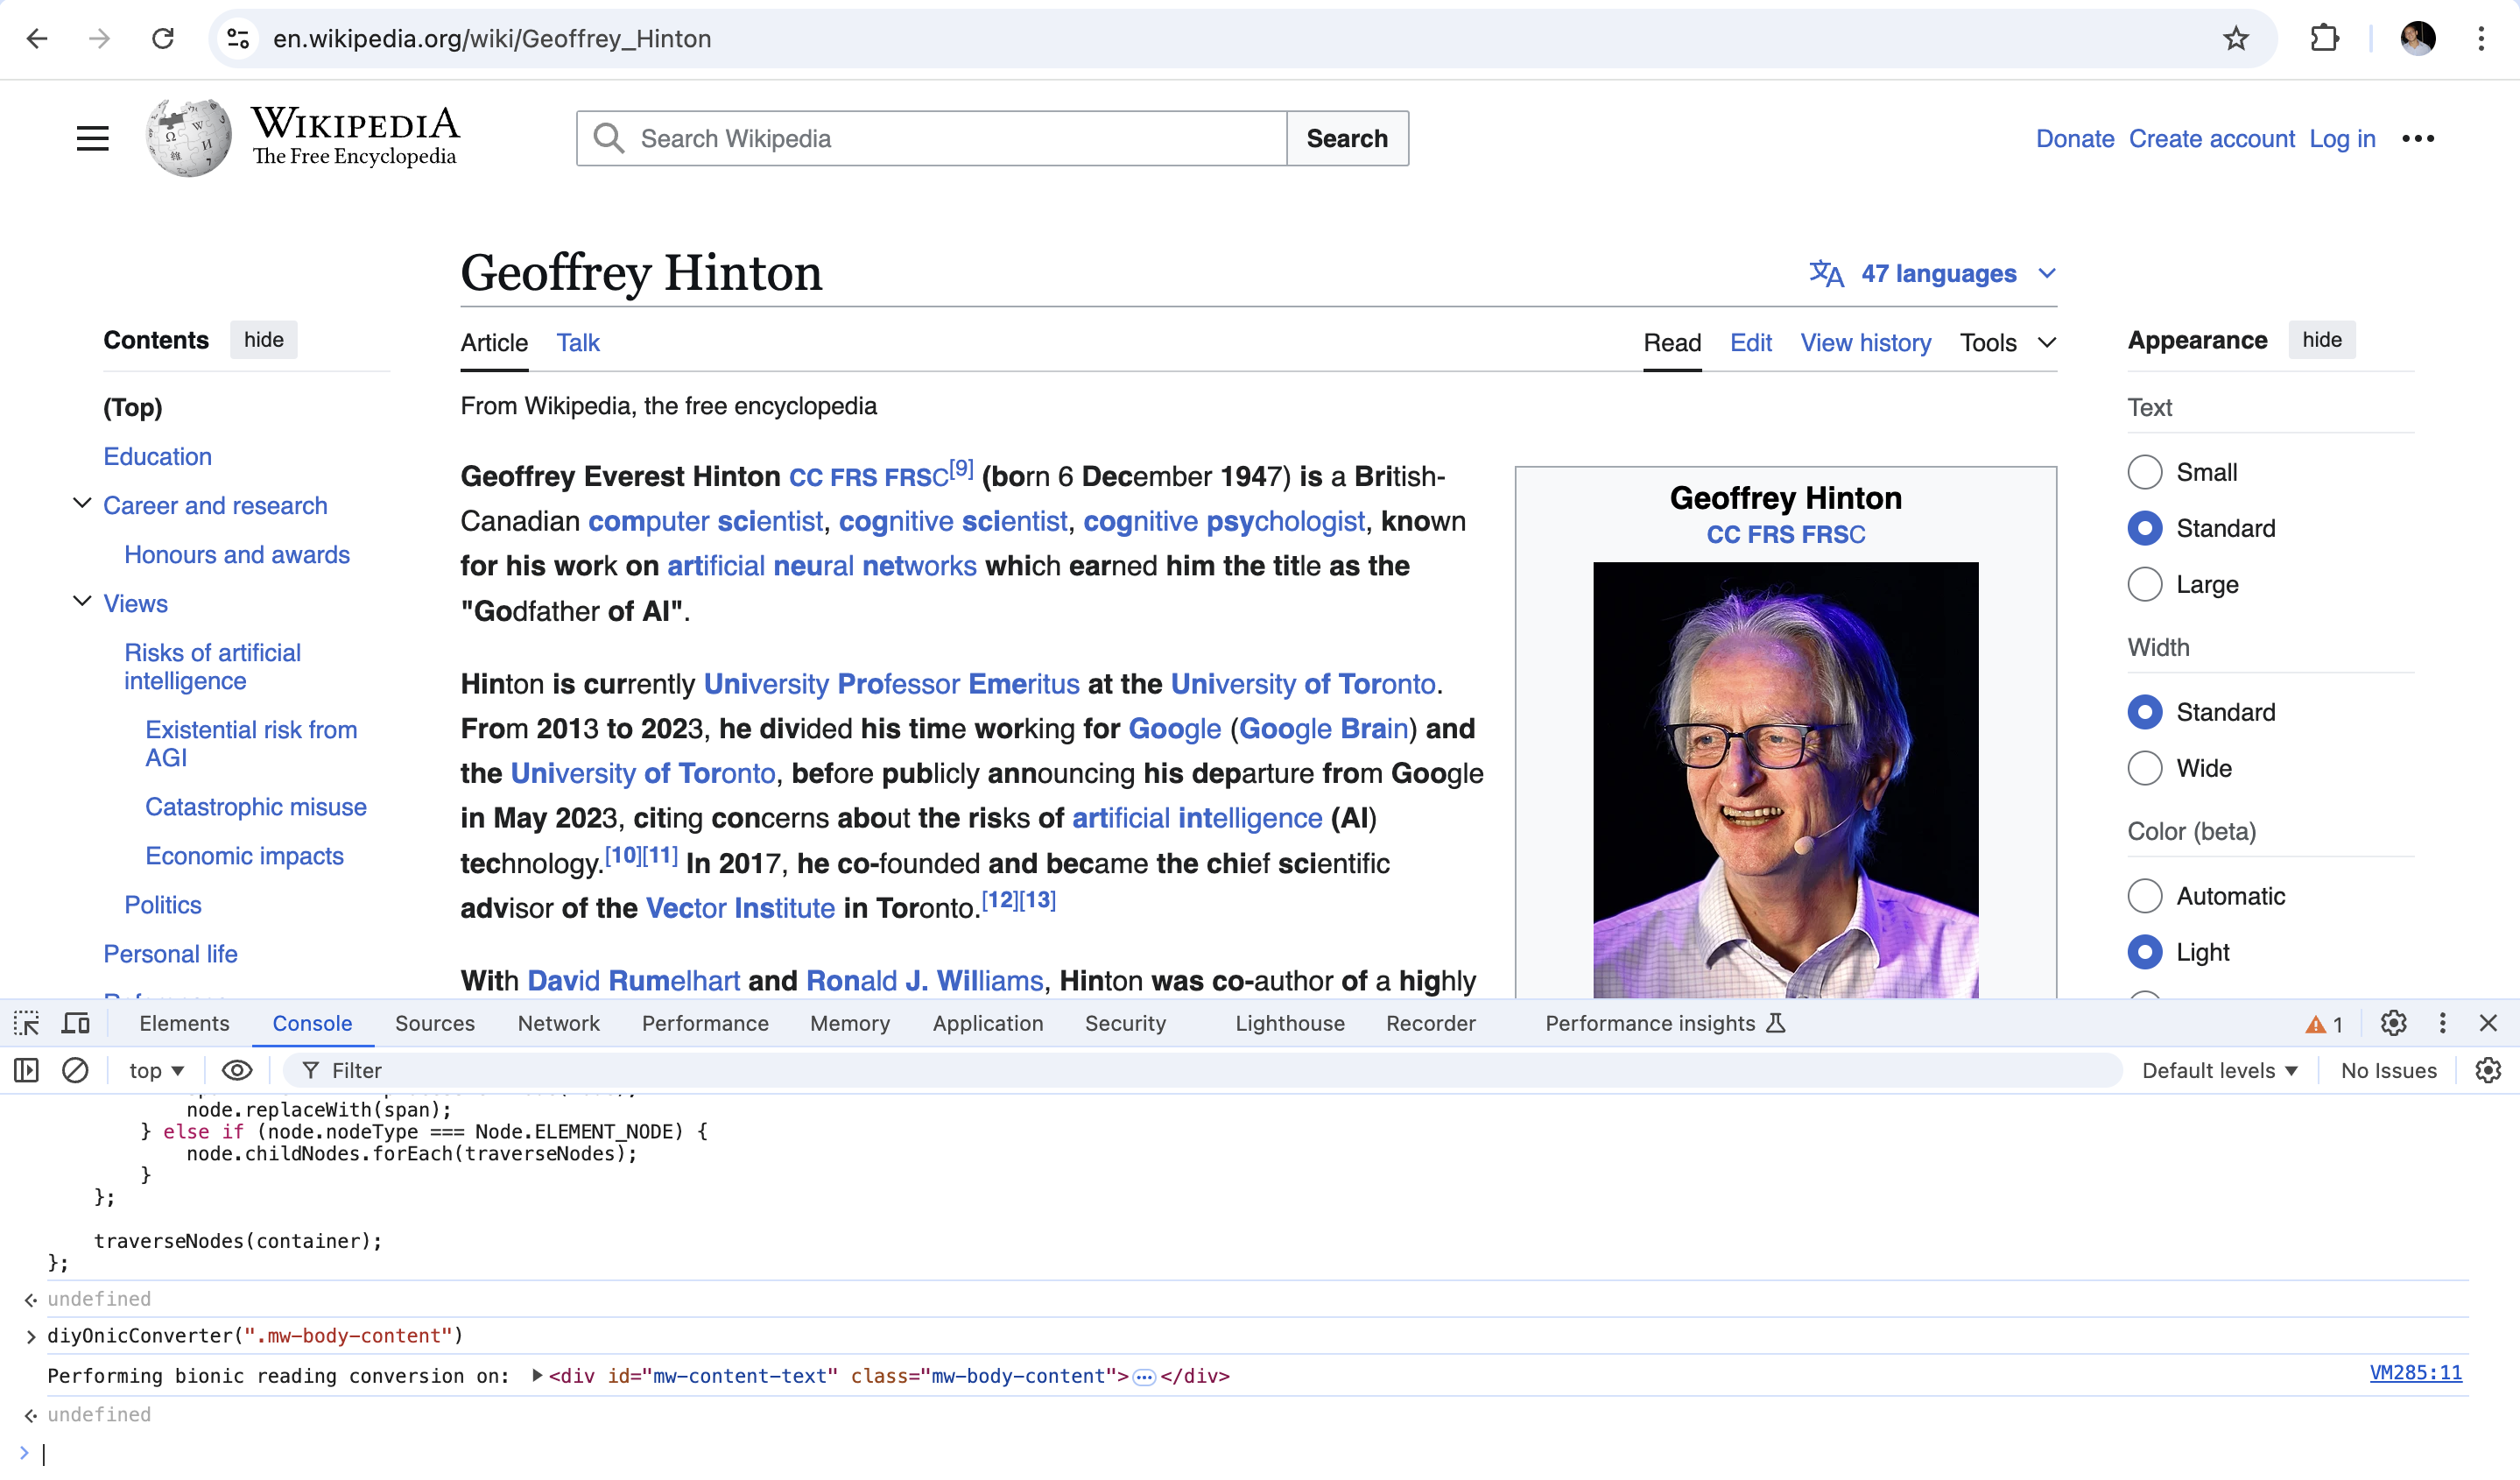 en.wikipedia.org/wiki/Geoffrey_Hinton
WIKIPEDIA
The Free Encyclopedia
Search Wikipedia
Search
Donate Create account Log in
Geoffrey Hinton
47 languages
Contents hide
Article Talk
Read Edit View history Tools
Appearance hide
(Top)
Education
Career and research
Honours and awards
Views
Risks of artificial
intelligence
Existential risk from
AGI
Catastrophic misuse
Economic impacts
Politics
Personal life
From Wikipedia, the free encyclopedia
Geoffrey Everest Hinton CC FRS FRSC[9] (born 6 December 1947) is a British-
Canadian computer scientist, cognitive scientist, cognitive psychologist, known
for his work on artificial neural networks which earned him the title as the
"Godfather of AI".
Hinton is currently University Professor Emeritus at the University of Toronto.
From 2013 to 2023, he divided his time working for Google (Google Brain) and
the University of Toronto, before publicly announcing his departure from Google
in May 2023, citing concerns about the risks of artificial intelligence (AI)
technology.[10][11] In 2017, he co-founded and became the chief scientific
advisor of the Vector Institute in Toronto.[12][13]
With David Rumelhart and Ronald J. Williams, Hinton was co-author of a highly
Geoffrey Hinton
CC FRS FRSC
Text
Small
Standard
Large
Width
Standard
Wide
Color (beta)
Automatic
Light
Elements Console Sources Network Performance Memory Application Security Lighthouse Recorder Performance insights 1
top Filter Default levels No Issues
node.replaceWith(span);
} else if (node.nodeType === Node.ELEMENT_NODE) {
node.childNodes.forEach(traverseNodes);
}
};
traverseNodes(container);
};
undefined
diyOnicConverter(".mw-body-content")
Performing bionic reading conversion on: <div id="mw-content-text" class="mw-body-content">…</div> VM285:11
undefined